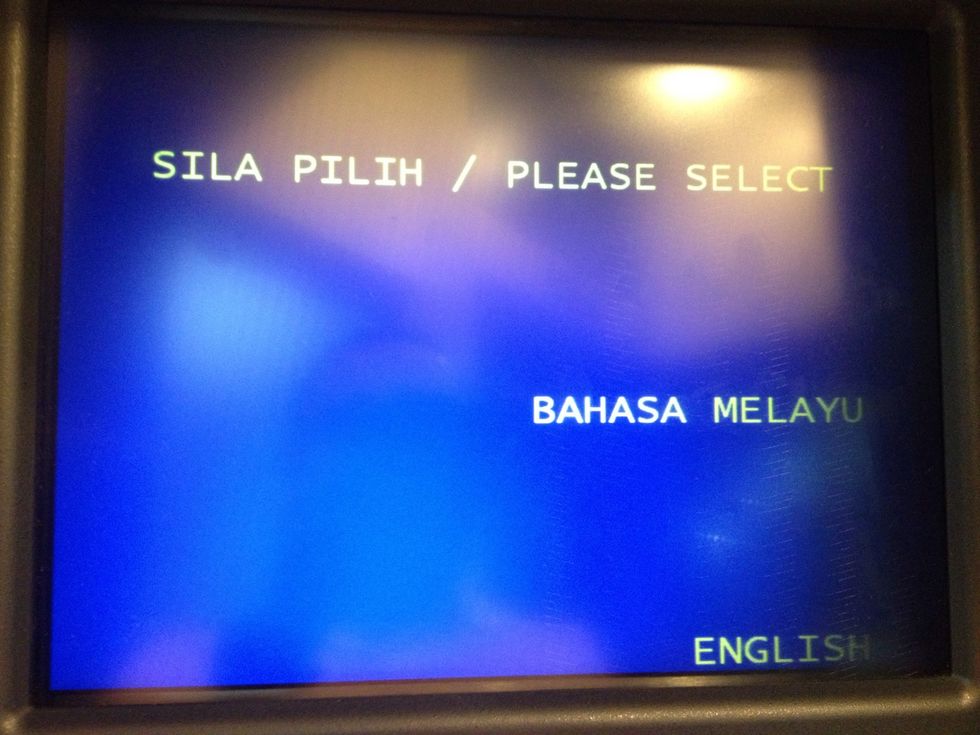 SILA PILIH / PLEASE SELECT
BAHASA MELAYU
ENGLISH